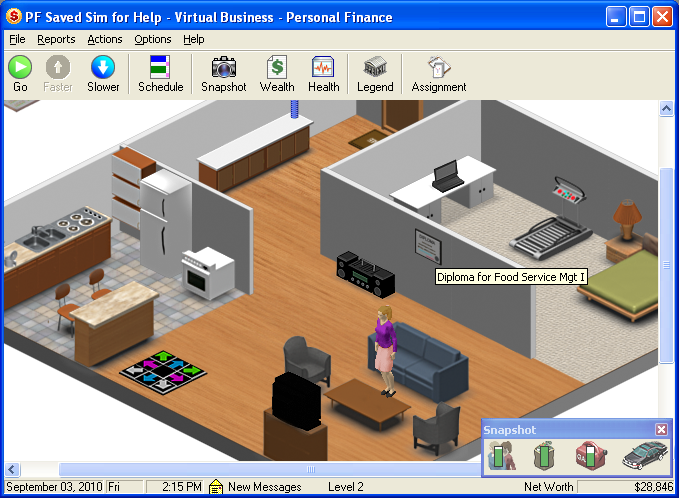 PF Saved Sim for Help - Virtual Business - Personal Finance
File Reports Actions Options Help
Go Faster Slower Schedule Snapshot Wealth Health Legend Assignment
Diploma for Food Service Mgt I
Snapshot
September 03, 2010 Fri 2:15 PM New Messages Level 2 Net Worth $28,846